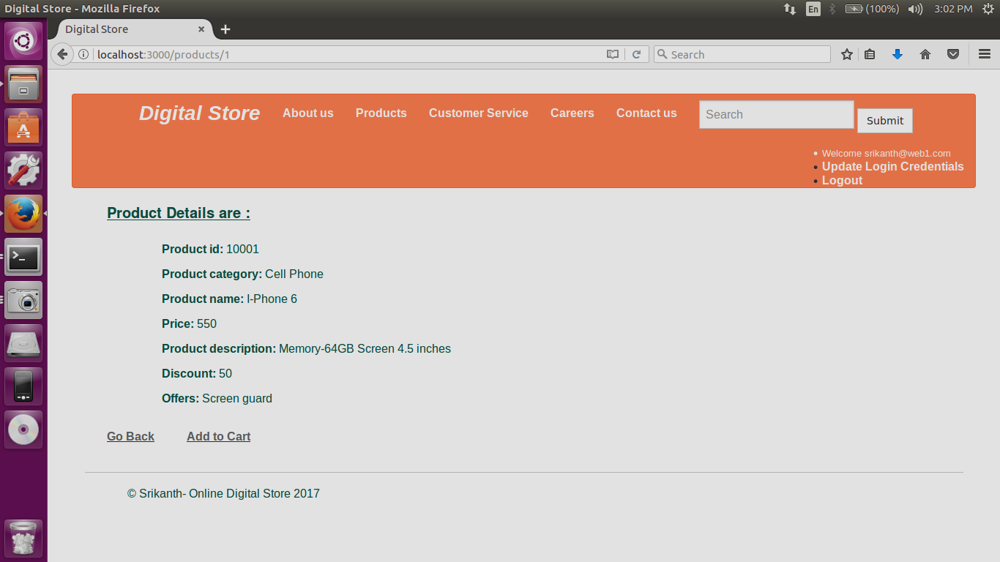 Digital Store - Mozilla Firefox
En
(100%)
3:02 PM
Digital Store
localhost:3000/products/1
Search
Digital Store
About us
Products
Customer Service
Careers
Contact us
Search
Submit
Welcome srikanth@web1.com
Update Login Credentials
Logout
Product Details are :
Product id: 10001
Product category: Cell Phone
Product name: I-Phone 6
Price: 550
Product description: Memory-64GB Screen 4.5 inches
Discount: 50
Offers: Screen guard
Go Back
Add to Cart
© Srikanth- Online Digital Store 2017